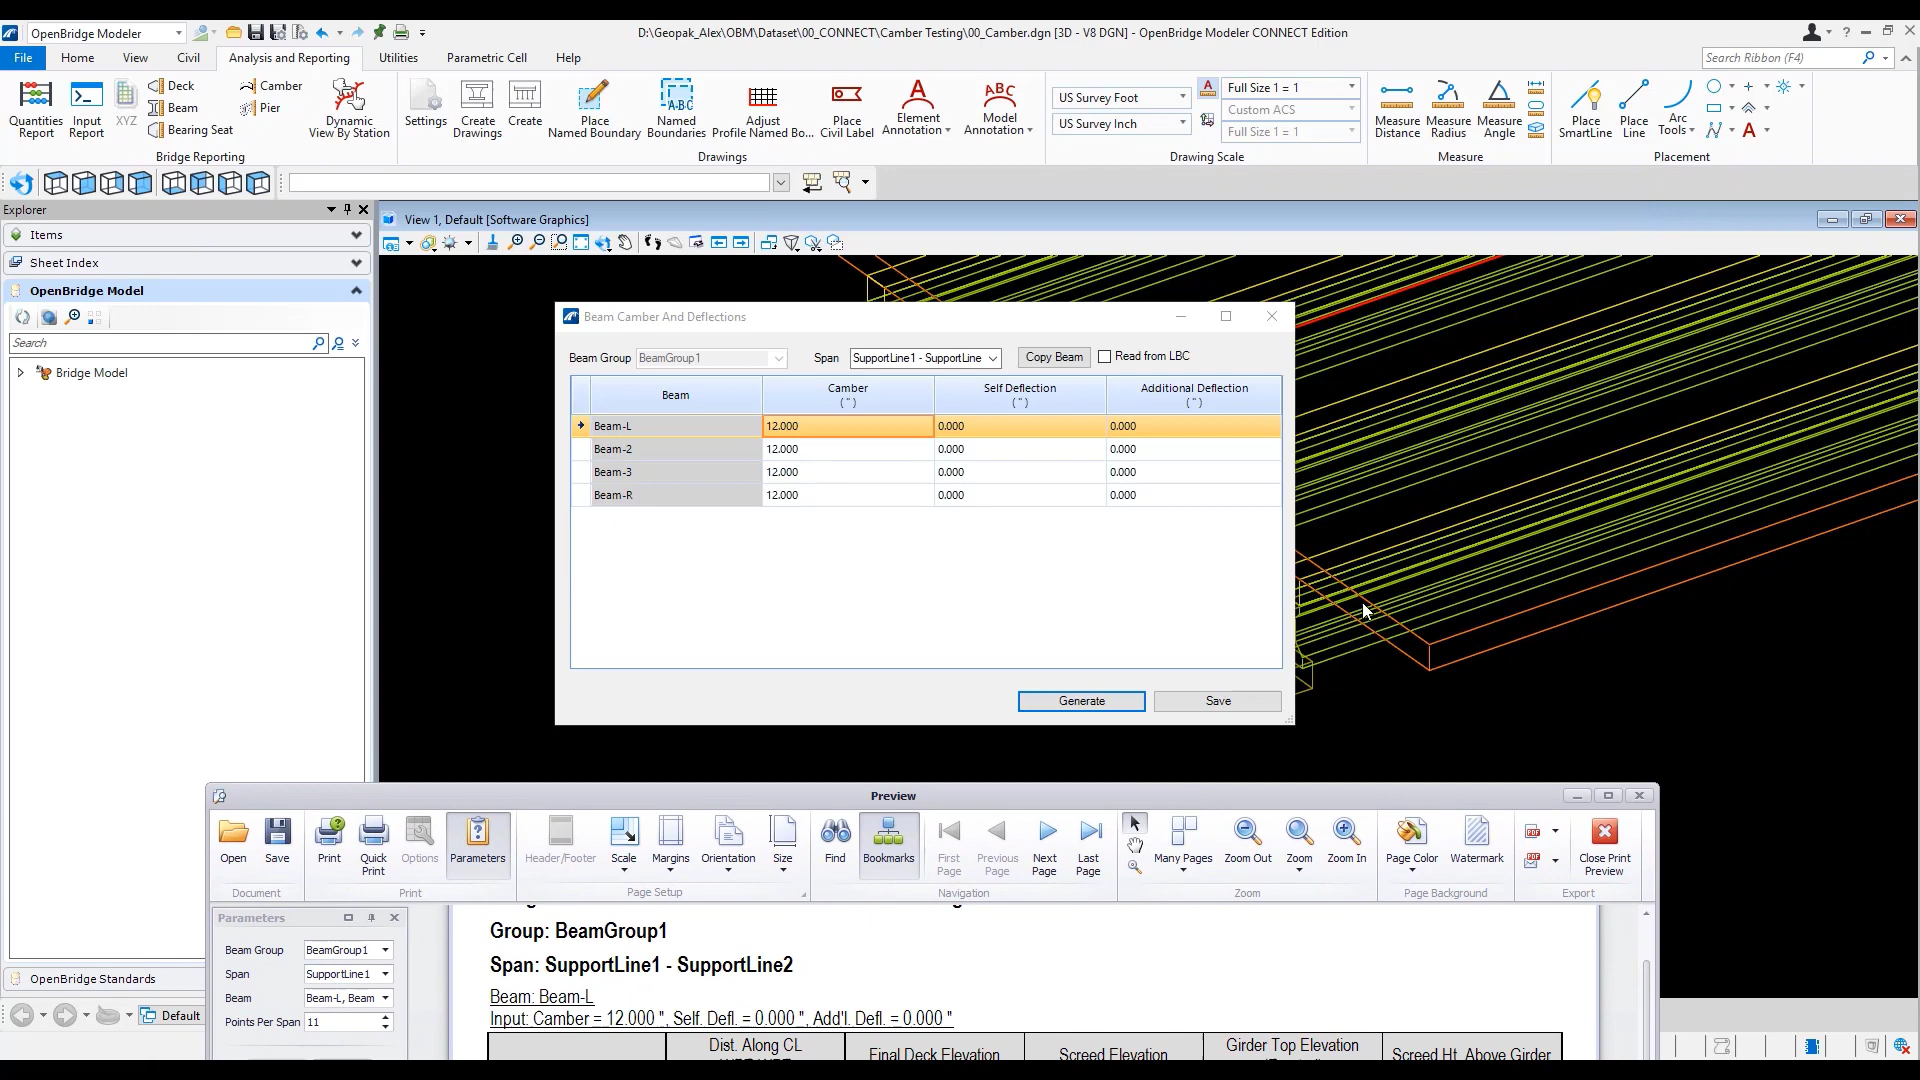 OpenBridge Modeler
D:\Geopak_Alex\OBM\Dataset\00_CONNECT\Camber Testing\00_Camber.dgn [3D - V8 DGN] - OpenBridge Modeler CONNECT Edition
File Home View Civil Analysis and Reporting Utilities Parametric Cell Help
Search Ribbon (F4)
Quantities Report
Input Report
XYZ
Deck
Beam
Bearing Seat
Camber
Pier
Dynamic View By Station
Bridge Reporting
Settings
Create Drawings
Create
Place Named Boundary
Named Boundaries
Adjust Profile Named Bo...
Place Civil Label
Element Annotation
Model Annotation
Drawings
US Survey Foot
US Survey Inch
Full Size 1 = 1
Custom ACS
Full Size 1 = 1
Drawing Scale
Measure Distance
Measure Radius
Measure Angle
Measure
Place SmartLine
Place Line
Arc Tools
Placement
Explorer
Items
Sheet Index
OpenBridge Model
Search
Bridge Model
OpenBridge Standards
Default
View 1, Default [Software Graphics]
Beam Camber And Deflections
Beam Group BeamGroup1 Span SupportLine1 - SupportLine Copy Beam Read from LBC
Beam Camber (") Self Deflection (") Additional Deflection (")
Beam-L 12.000 0.000 0.000
Beam-2 12.000 0.000 0.000
Beam-3 12.000 0.000 0.000
Beam-R 12.000 0.000 0.000
Generate Save
Preview
Open Save
Document
Print Quick Print Options Parameters
Print
Header/Footer Scale Margins Orientation Size
Page Setup
Find Bookmarks First Page Previous Page Next Page Last Page
Navigation
Many Pages Zoom Out Zoom Zoom In
Zoom
Page Color Watermark
Page Background
Close Print Preview
Export
Parameters
Beam Group BeamGroup1
Span SupportLine1
Beam Beam-L, Beam
Points Per Span 11
Group: BeamGroup1
Span: SupportLine1 - SupportLine2
Beam: Beam-L
Input: Camber = 12.000 ", Self. Defl. = 0.000 ", Add'l. Defl. = 0.000 "
Dist. Along CL Final Deck Elevation Screed Elevation Girder Top Elevation Screed Ht. Above Girder